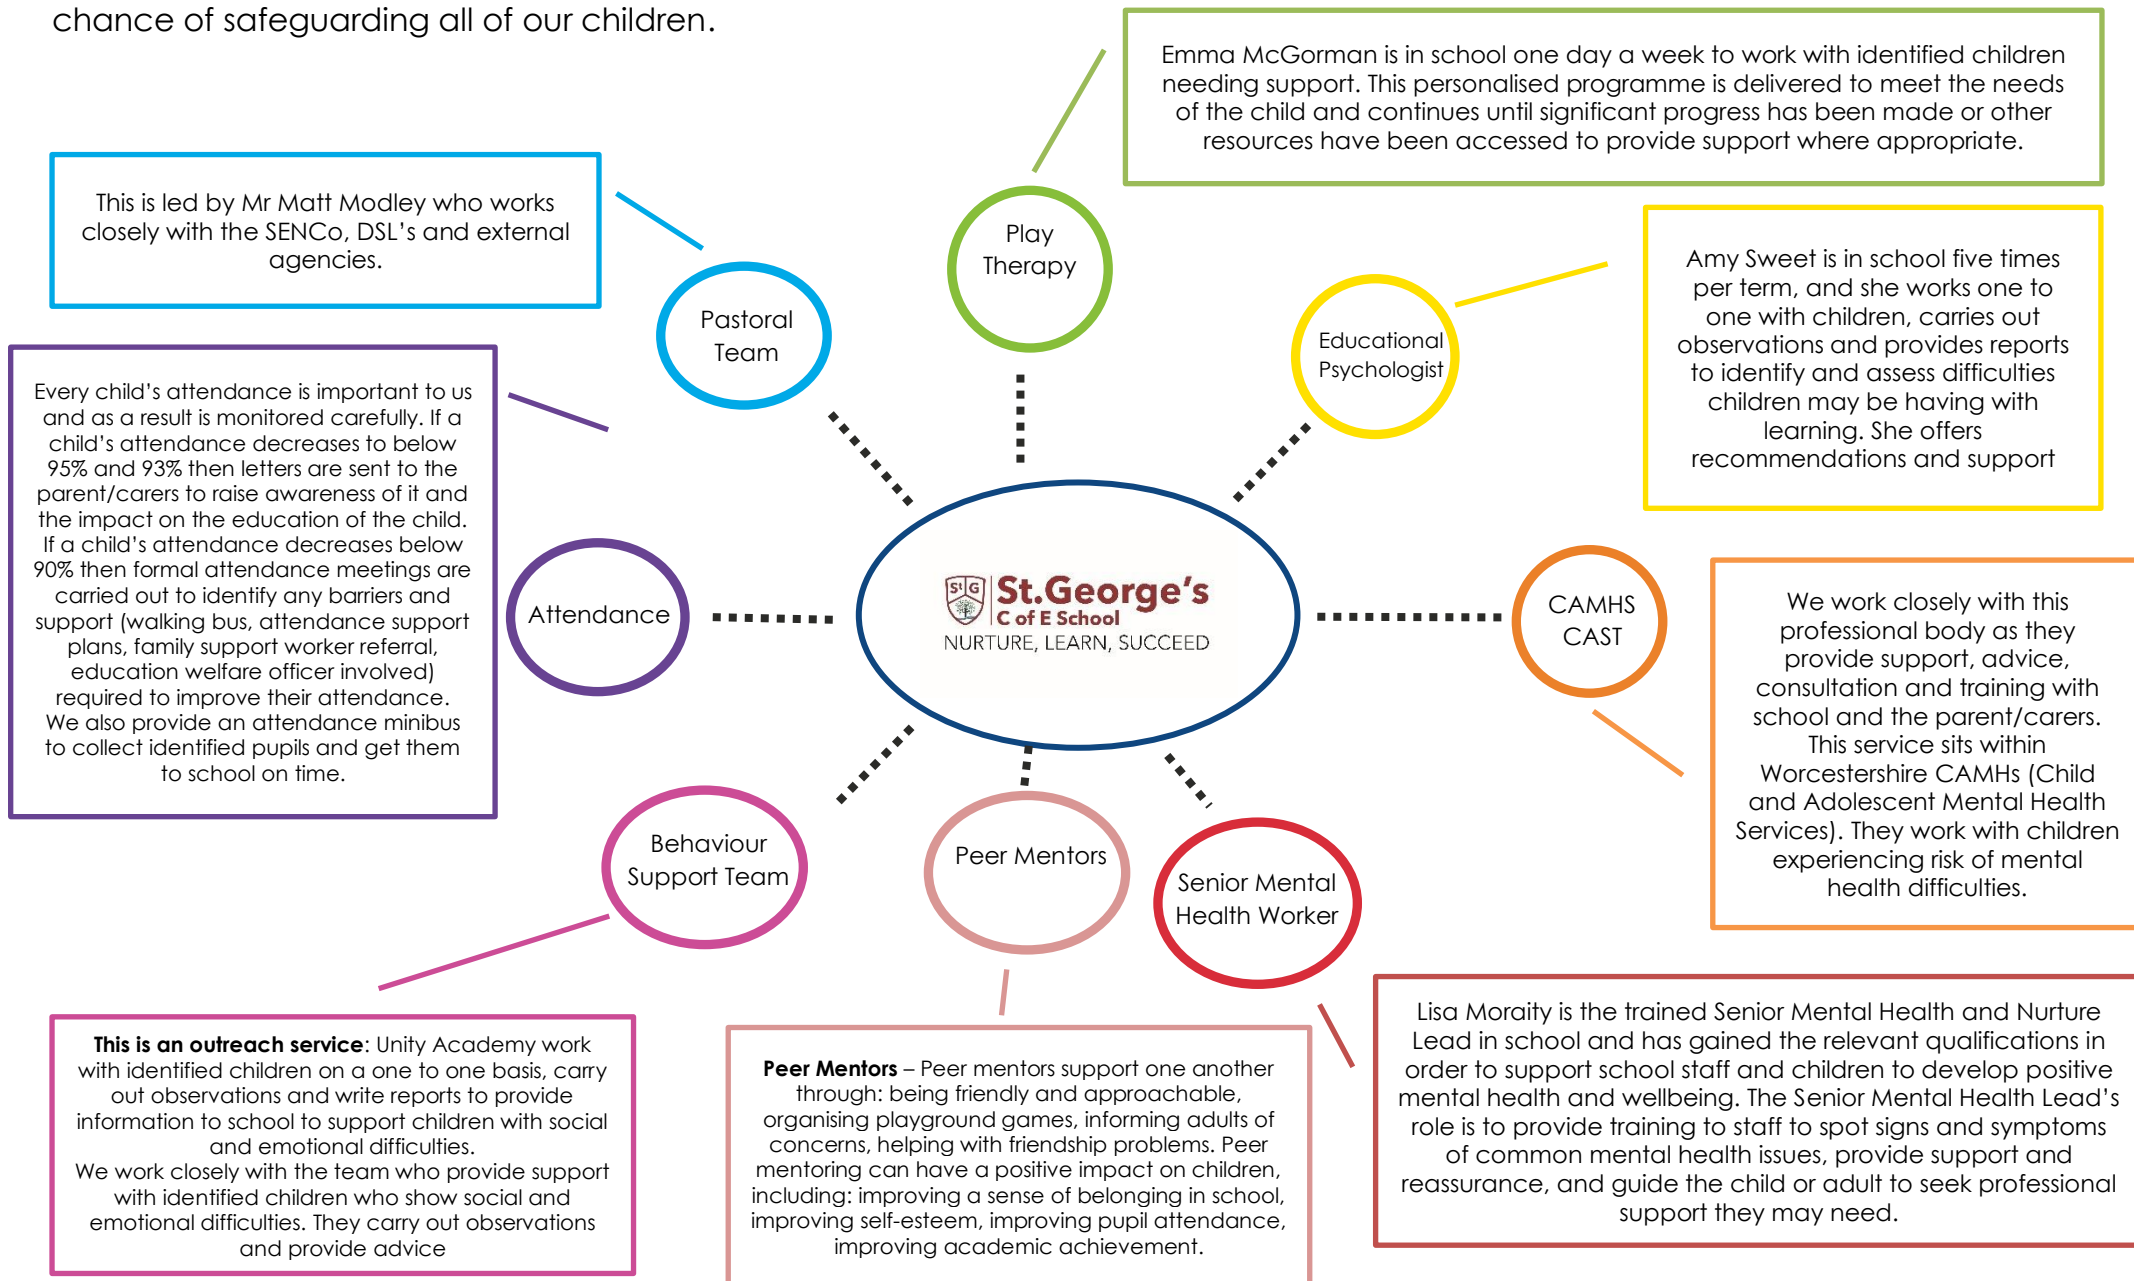 chance of safeguarding all of our children.
Emma McGorman is in school one day a week to work with identified children
needing support. This personalised programme is delivered to meet the needs
of the child and continues until significant progress has been made or other
resources have been accessed to provide support where appropriate.
This is led by Mr Matt Modley who works
closely with the SENCo, DSL's and external
agencies.
Play
Therapy
Amy Sweet is in school five times
per term, and she works one to
one with children, carries out
observations and provides reports
to identify and assess difficulties
children may be having with
learning. She offers
recommendations and support
Pastoral
Team
Educational
Psychologist
Every child's attendance is important to us
and as a result is monitored carefully. If a
child's attendance decreases to below
95% and 93% then letters are sent to the
parent/carers to raise awareness of it and
the impact on the education of the child.
If a child's attendance decreases below
90% then formal attendance meetings are
carried out to identify any barriers and
support (walking bus, attendance support
plans, family support worker referral,
education welfare officer involved)
required to improve their attendance.
We also provide an attendance minibus
to collect identified pupils and get them
to school on time.
Attendance
St G
St.George's
C of E School
NURTURE, LEARN, SUCCEED
CAMHS
CAST
We work closely with this
professional body as they
provide support, advice,
consultation and training with
school and the parent/carers.
This service sits within
Worcestershire CAMHs (Child
and Adolescent Mental Health
Services). They work with children
experiencing risk of mental
health difficulties.
Behaviour
Support Team
Peer Mentors
Senior Mental
Health Worker
This is an outreach service: Unity Academy work
with identified children on a one to one basis, carry
out observations and write reports to provide
information to school to support children with social
and emotional difficulties.
We work closely with the team who provide support
with identified children who show social and
emotional difficulties. They carry out observations
and provide advice
Peer Mentors – Peer mentors support one another
through: being friendly and approachable,
organising playground games, informing adults of
concerns, helping with friendship problems. Peer
mentoring can have a positive impact on children,
including: improving a sense of belonging in school,
improving self-esteem, improving pupil attendance,
improving academic achievement.
Lisa Moraity is the trained Senior Mental Health and Nurture
Lead in school and has gained the relevant qualifications in
order to support school staff and children to develop positive
mental health and wellbeing. The Senior Mental Health Lead's
role is to provide training to staff to spot signs and symptoms
of common mental health issues, provide support and
reassurance, and guide the child or adult to seek professional
support they may need.